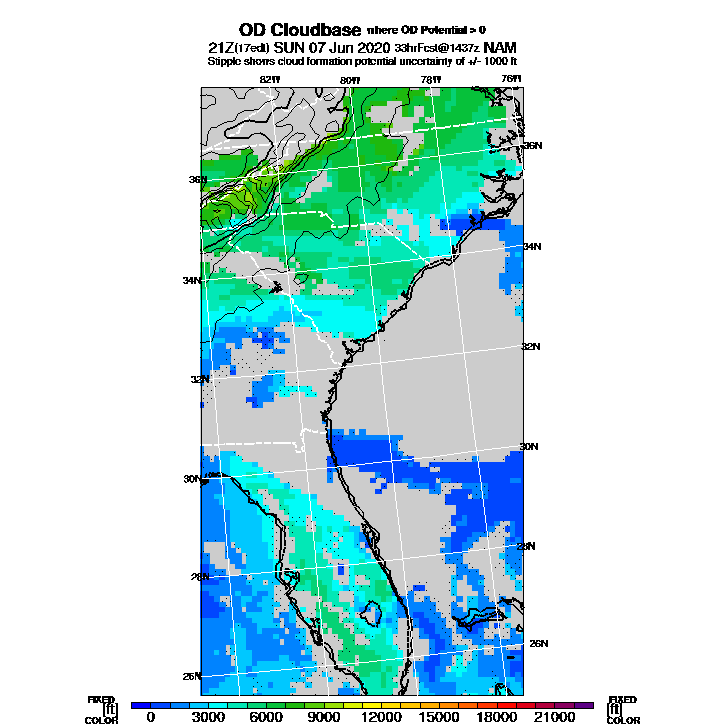 OD Cloudbase where OD Potential > 0
21Z(17edt) SUN 07 Jun 2020 33hrFcst@1437z NAM
Stipple shows cloud formation potential uncertainty of +/- 1000 ft
82W 80W 78W 76W
36N
36N
34N
34N
32N
32N
30N
30N
28N
28N
26N
26N
FIXED FIXED
[ft] 0 3000 6000 9000 12000 15000 18000 21000 [ft]
COLOR COLOR